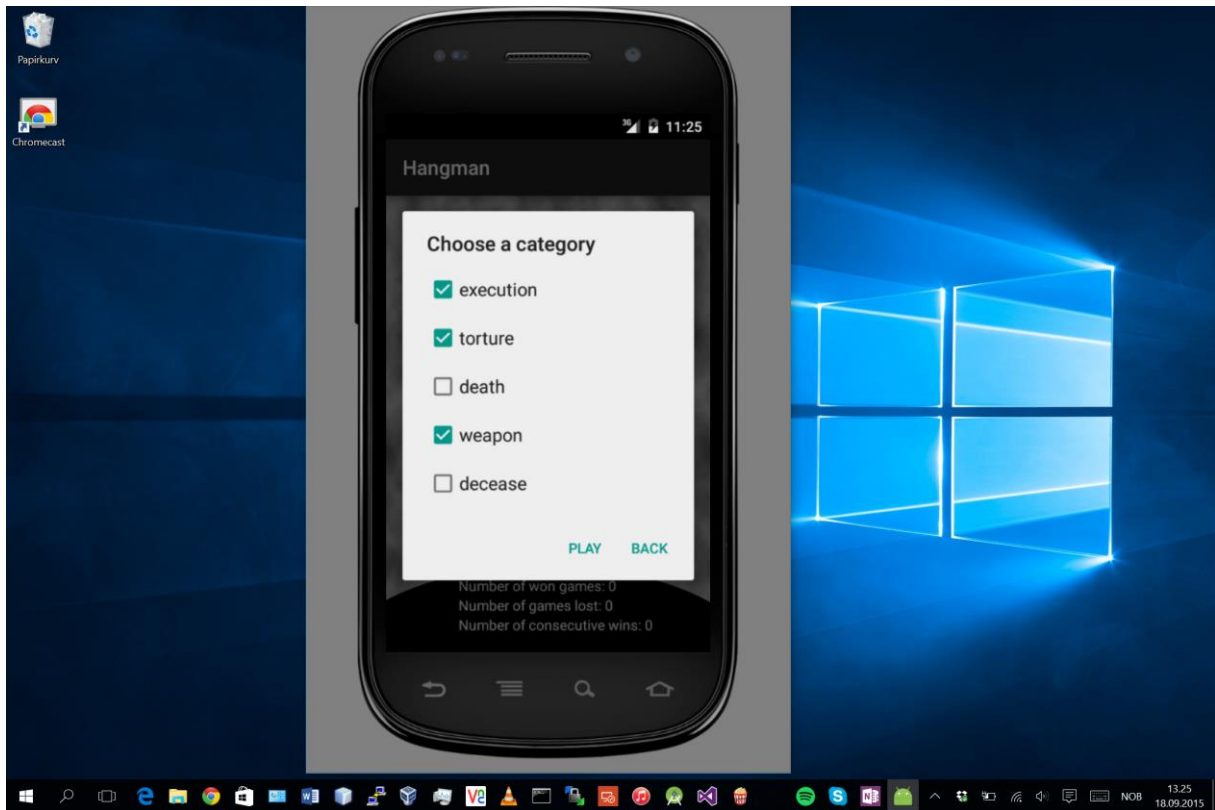 Papirkurv
Chromecast
3G 11:25
Hangman
Choose a category
execution
torture
death
weapon
decease
PLAY BACK
Number of won games: 0
Number of games lost: 0
Number of consecutive wins: 0
NOB
13.25
18.09.2015